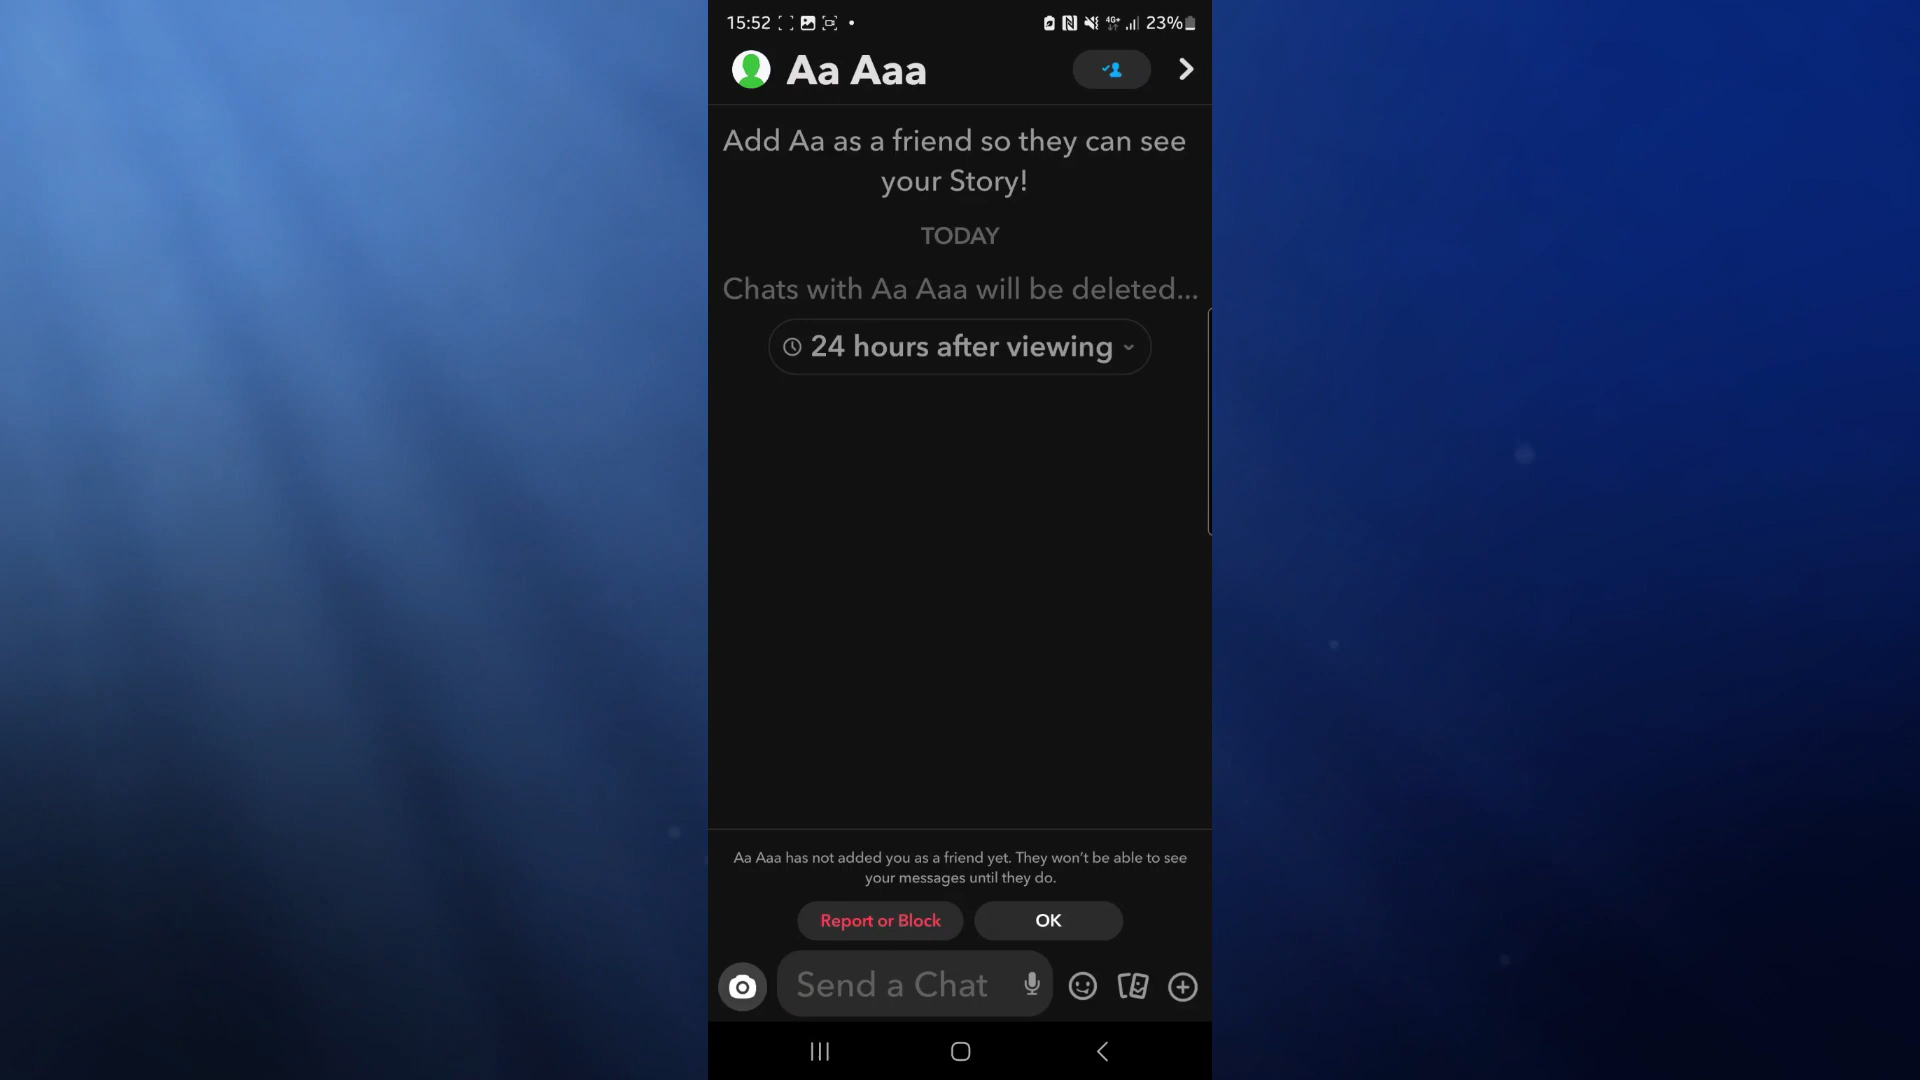 15:52 4G+ 23%
Aa Aaa
Add Aa as a friend so they can see
your Story!
TODAY
Chats with Aa Aaa will be deleted...
24 hours after viewing
Aa Aaa has not added you as a friend yet. They won't be able to see
your messages until they do.
Report or Block OK
Send a Chat